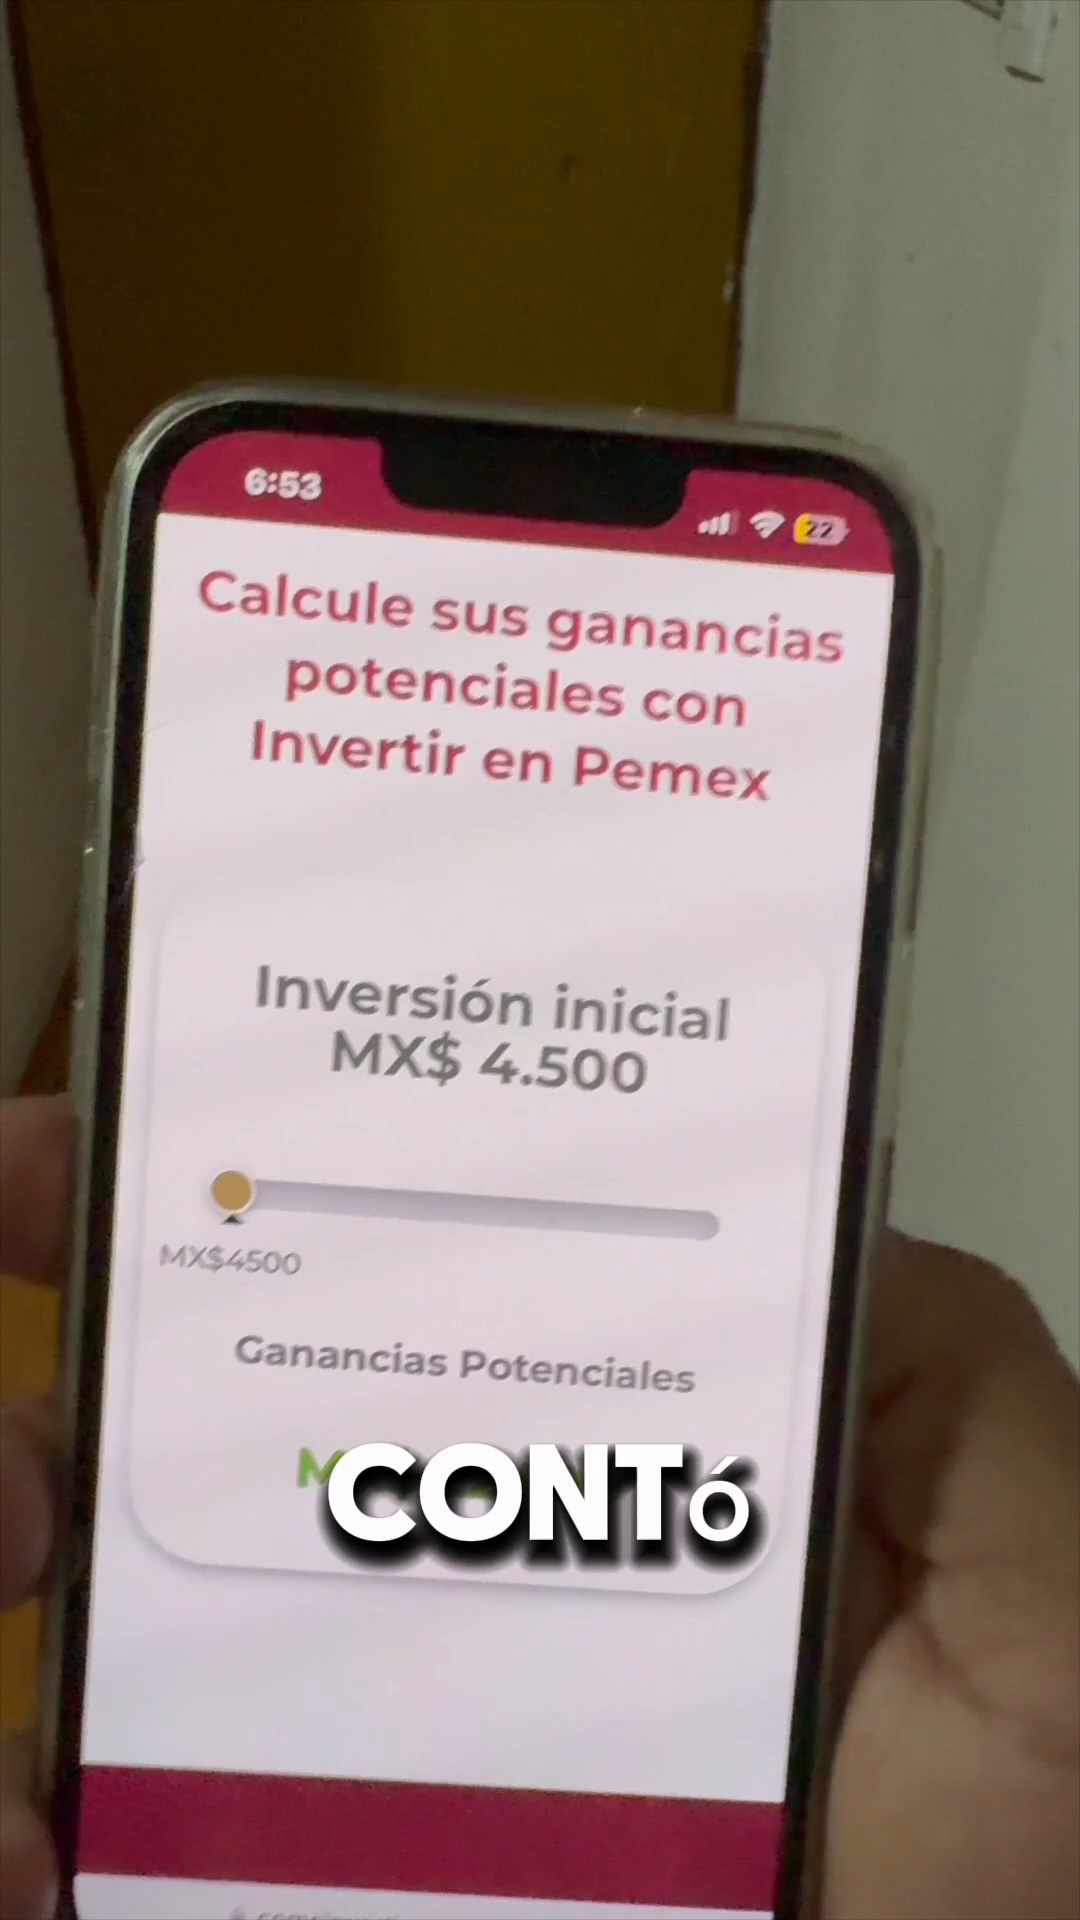 6:53
22
Calcule sus ganancias
potenciales con
Invertir en Pemex
Inversión inicial
MX$ 4.500
MX$4500
Ganancias Potenciales
CONTó